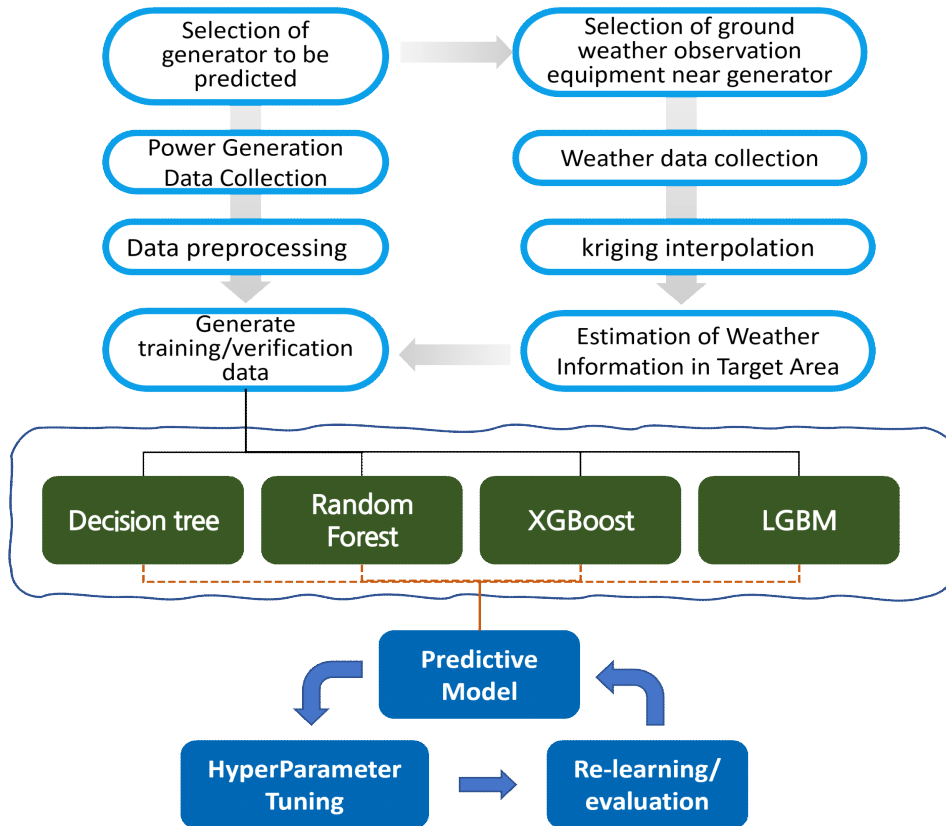 Selection of
generator to be
predicted
Selection of ground
weather observation
equipment near generator
Power Generation
Data Collection
Weather data collection
Data preprocessing
kriging interpolation
Generate
training/verification
data
Estimation of Weather
Information in Target Area
Decision tree
Random
Forest
XGBoost
LGBM
Predictive
Model
HyperParameter
Tuning
Re-learning/
evaluation